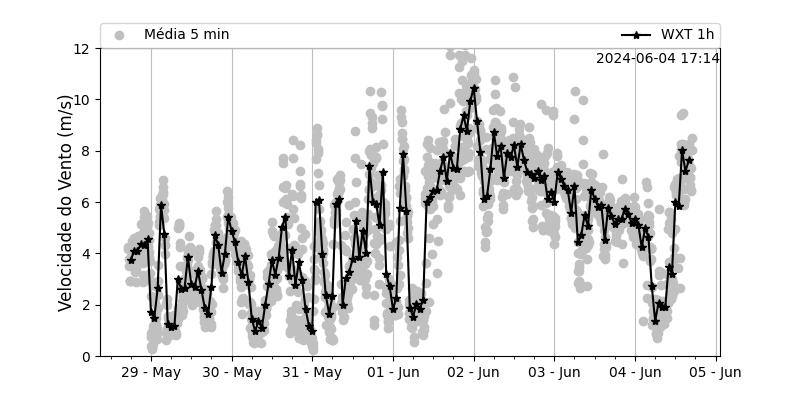 Média 5 min
WXT 1h
2024-06-04 17:14
Velocidade do Vento (m/s)
12
10
8
6
4
2
0
29 - May
30 - May
31 - May
01 - Jun
02 - Jun
03 - Jun
04 - Jun
05 - Jun